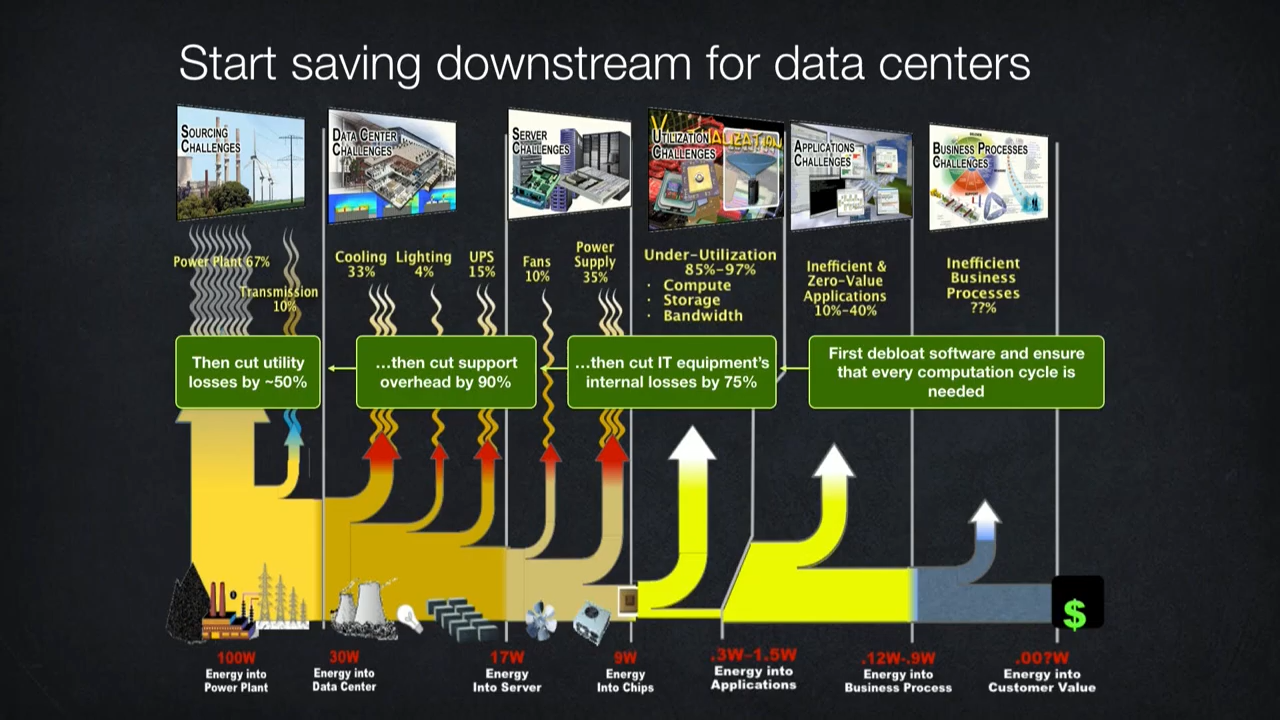 Start saving downstream for data centers
SOURCING
CHALLENGES
DATA CENTER
CHALLENGES
SERVER
CHALLENGES
VIRTUALIZATION
UTILIZATION
CHALLENGES
APPLICATIONS
CHALLENGES
BUSINESS PROCESSES
CHALLENGES
Power Plant 67%
Transmission
10%
Cooling
33%
Lighting
4%
UPS
15%
Fans
10%
Power
Supply
35%
Under-Utilization
85%-97%
· Compute
· Storage
· Bandwidth
Inefficient &
Zero-Value
Applications
10%-40%
Inefficient
Business
Processes
??%
Then cut utility
losses by ~50%
...then cut support
overhead by 90%
...then cut IT equipment's
internal losses by 75%
First debloat software and ensure
that every computation cycle is
needed
$
100W
Energy into
Power Plant
30W
Energy into
Data Center
17W
Energy
Into Server
9W
Energy
Into Chips
.3W-1.5W
Energy into
Applications
.12W-.9W
Energy into
Business Process
.00?W
Energy into
Customer Value